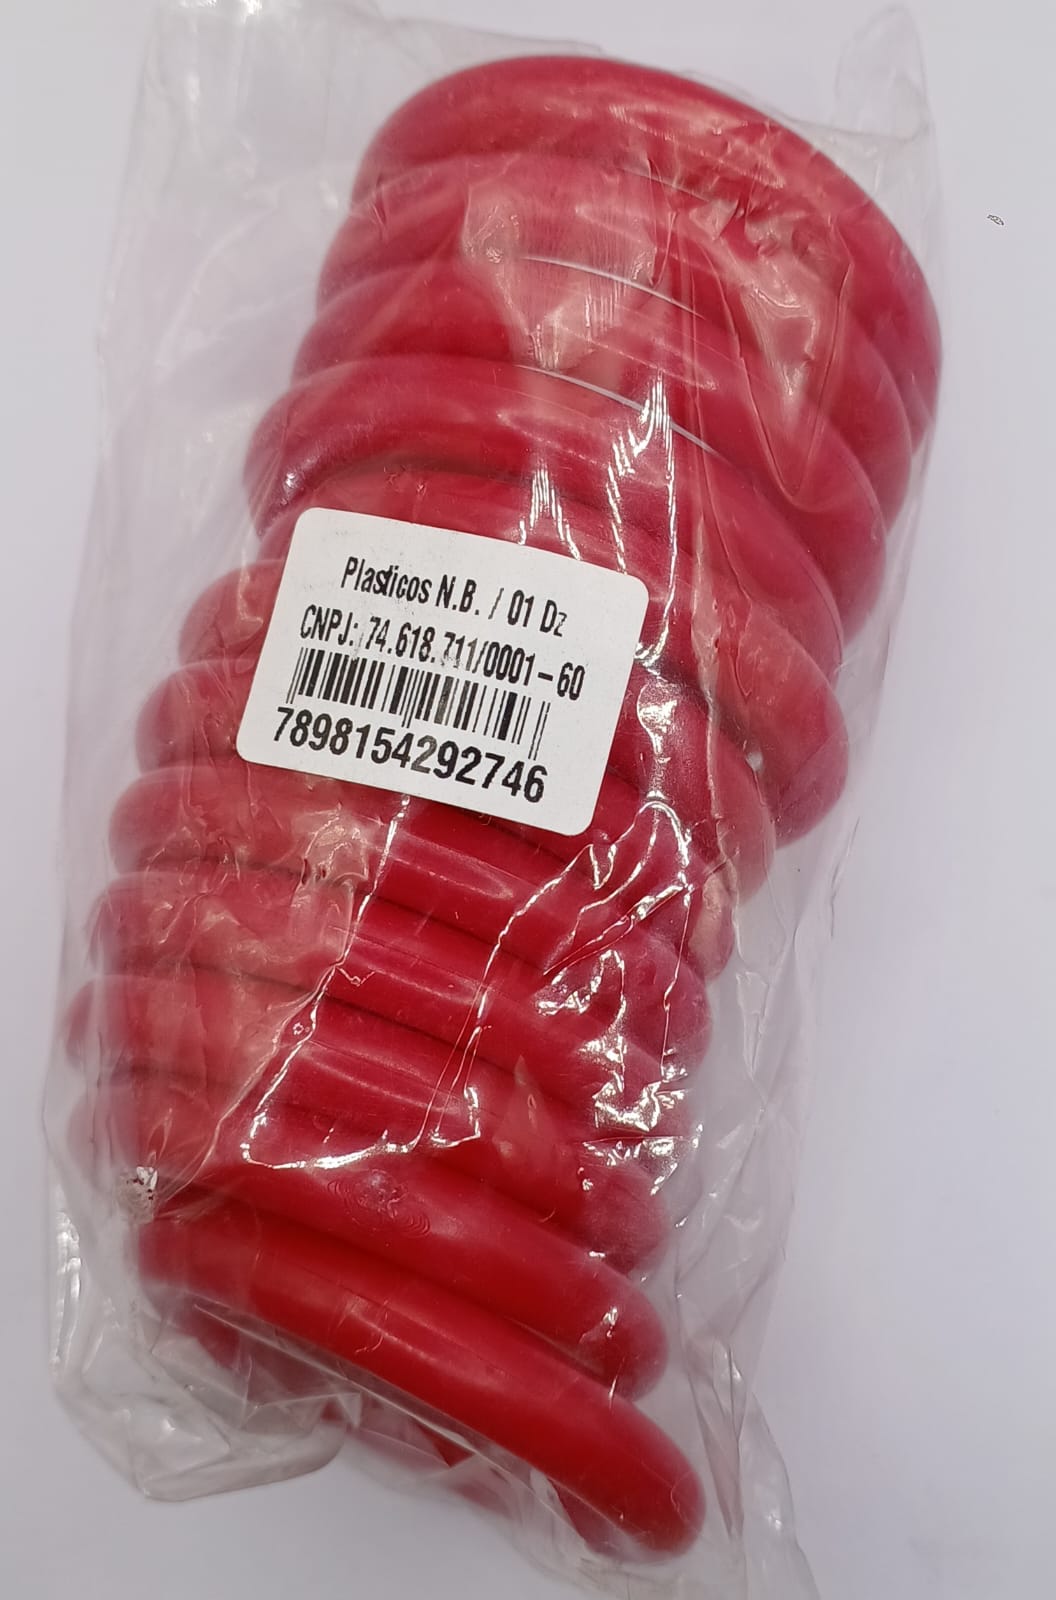 Plasticos N.B. / 01 Dz
CNPJ: 74.618.711/0001-60
7898154292746